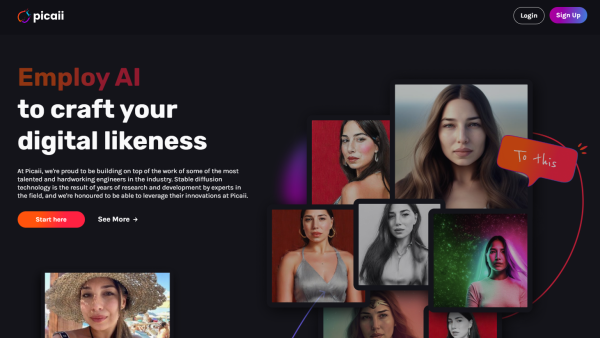 picaii
Login
Sign Up
Employ AI
to craft your
digital likeness
At Picaii, we're proud to be building on top of the work of some of the most
talented and hardworking engineers in the industry. Stable diffusion
technology is the result of years of research and development by experts in
the field, and we're honoured to be able to leverage their innovations at Picaii.
Start here
See More →
To this